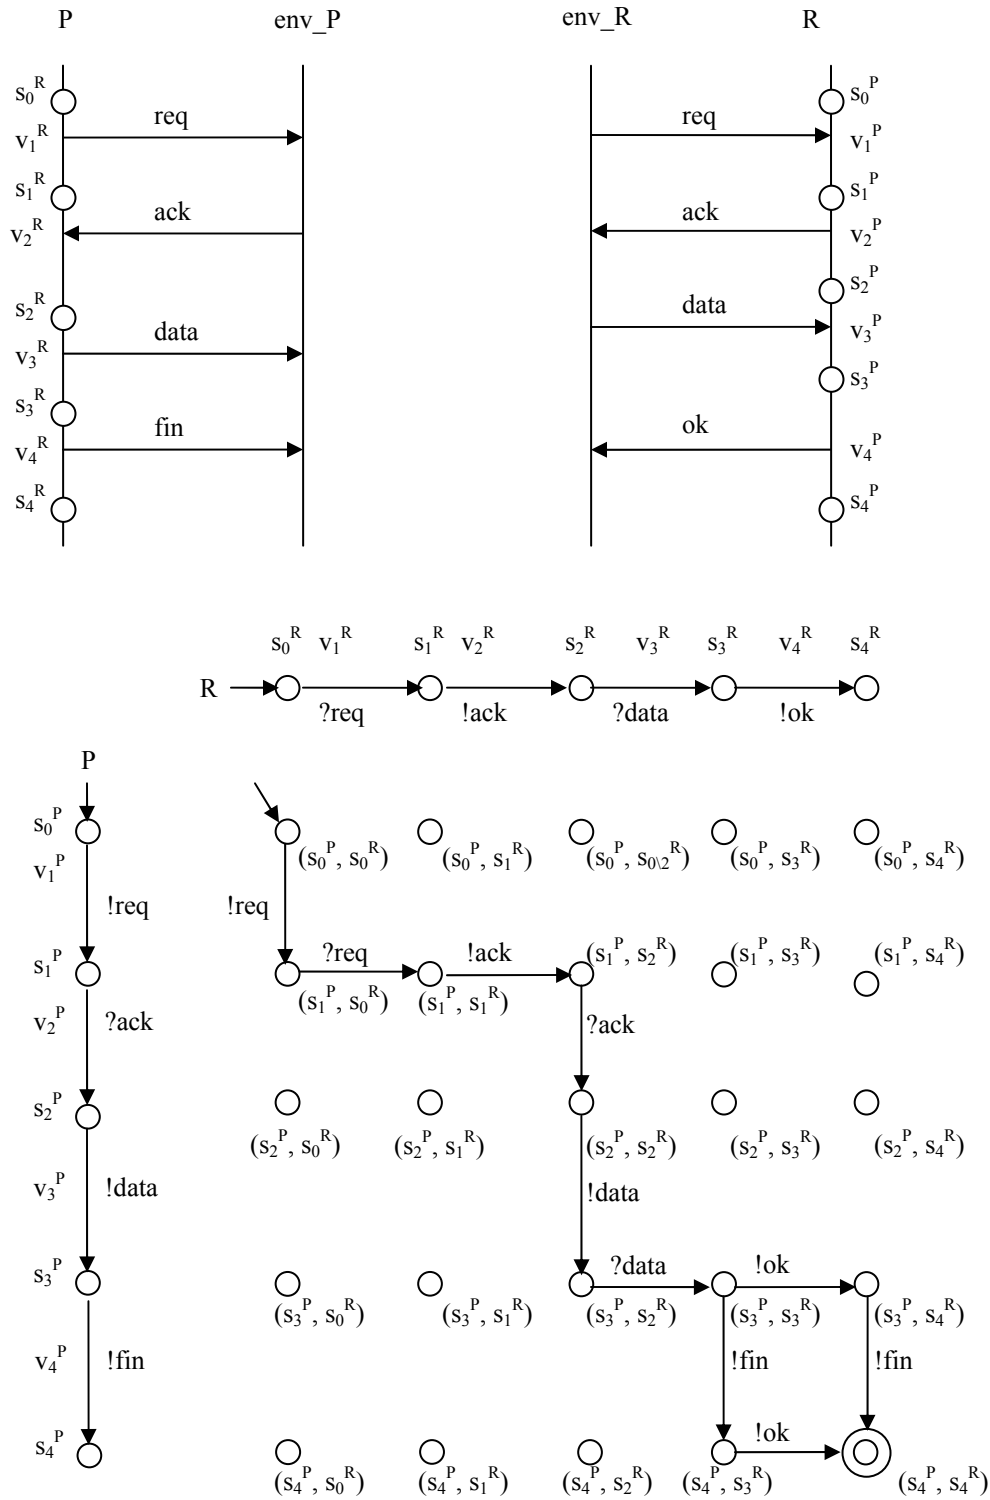 P env_P env_R R
s₀ᴿ s₀ᴾ
req req
v₁ᴿ v₁ᴾ
s₁ᴿ s₁ᴾ
ack ack
v₂ᴿ v₂ᴾ
s₂ᴿ s₂ᴾ
data data
v₃ᴿ v₃ᴾ
s₃ᴿ s₃ᴾ
fin ok
v₄ᴿ v₄ᴾ
s₄ᴿ s₄ᴾ
s₀ᴿ v₁ᴿ s₁ᴿ v₂ᴿ s₂ᴿ v₃ᴿ s₃ᴿ v₄ᴿ s₄ᴿ
R
?req !ack ?data !ok
P
s₀ᴾ
(s₀ᴾ, s₀ᴿ) (s₀ᴾ, s₁ᴿ) (s₀ᴾ, s₀\₂ᴿ) (s₀ᴾ, s₃ᴿ) (s₀ᴾ, s₄ᴿ)
v₁ᴾ
!req !req
s₁ᴾ ?req !ack (s₁ᴾ, s₂ᴿ) (s₁ᴾ, s₃ᴿ) (s₁ᴾ, s₄ᴿ)
(s₁ᴾ, s₀ᴿ) (s₁ᴾ, s₁ᴿ)
v₂ᴾ ?ack ?ack
s₂ᴾ
(s₂ᴾ, s₀ᴿ) (s₂ᴾ, s₁ᴿ) (s₂ᴾ, s₂ᴿ) (s₂ᴾ, s₃ᴿ) (s₂ᴾ, s₄ᴿ)
v₃ᴾ !data !data
s₃ᴾ ?data !ok
(s₃ᴾ, s₀ᴿ) (s₃ᴾ, s₁ᴿ) (s₃ᴾ, s₂ᴿ) (s₃ᴾ, s₃ᴿ) (s₃ᴾ, s₄ᴿ)
v₄ᴾ !fin !fin !fin
s₄ᴾ !ok
(s₄ᴾ, s₀ᴿ) (s₄ᴾ, s₁ᴿ) (s₄ᴾ, s₂ᴿ) (s₄ᴾ, s₃ᴿ) (s₄ᴾ, s₄ᴿ)